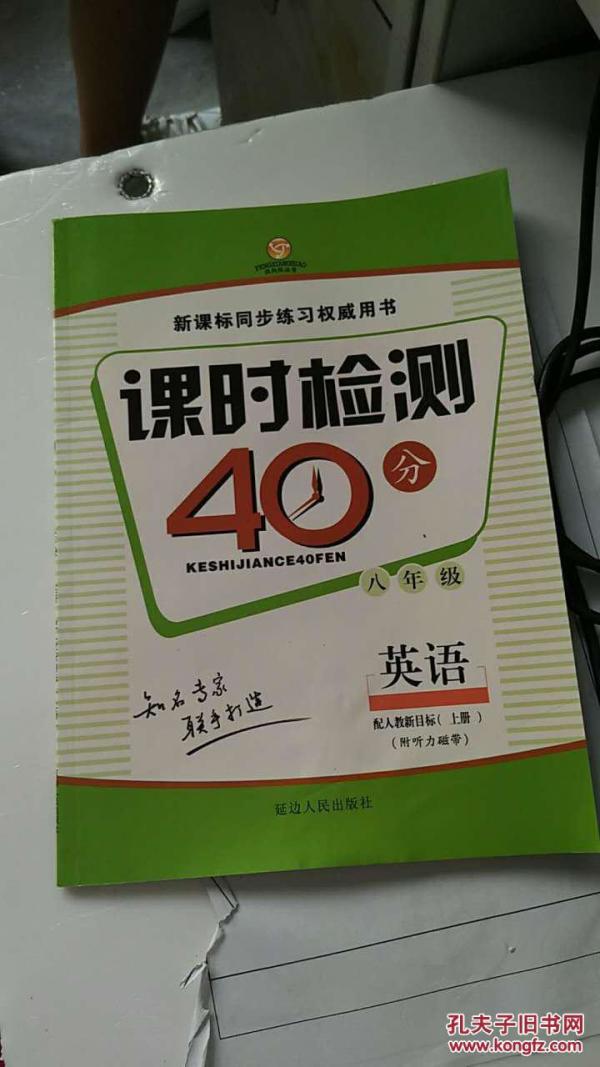 新课标同步练习权威用书
课时检测
40分
KESHIJIANCE40FEN
八年级
英语
配人教新目标(上册)
(附听力磁带)
知名专家
联手打造
延边人民出版社
孔夫子旧书网
www.kongfz.com